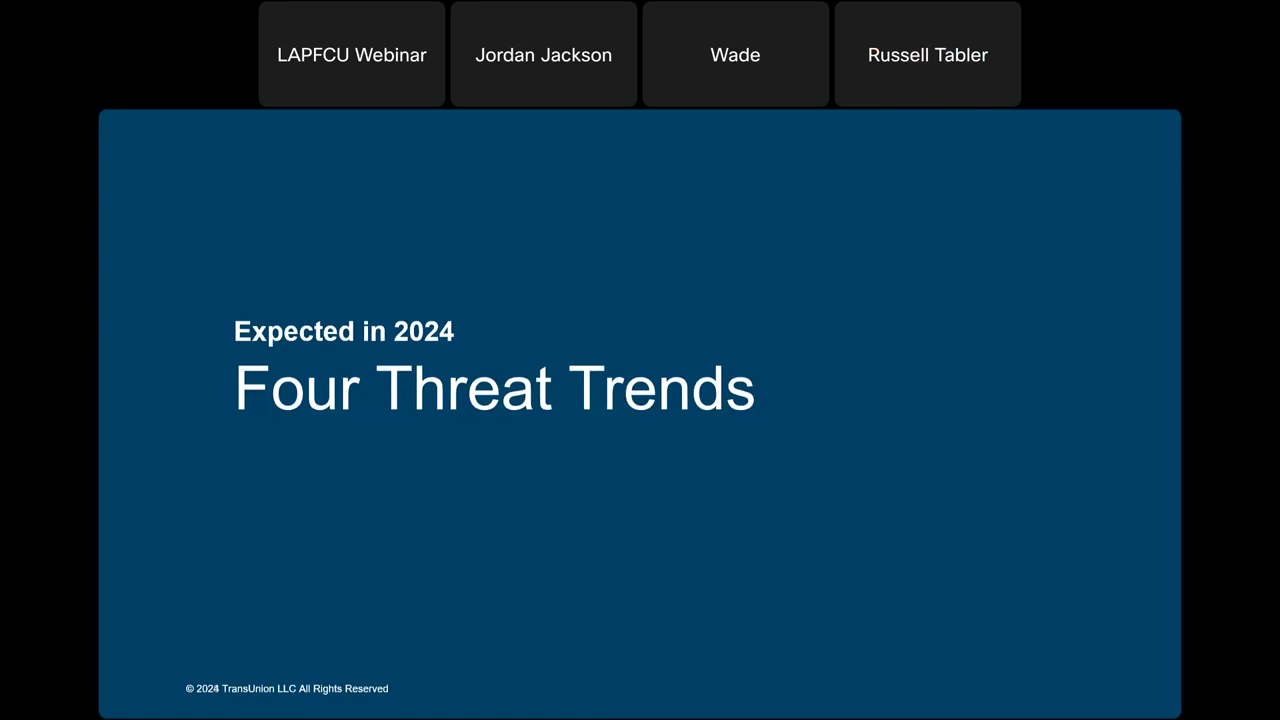 LAPFCU Webinar
Jordan Jackson
Wade
Russell Tabler
Expected in 2024
Four Threat Trends
© 2024 TransUnion LLC All Rights Reserved